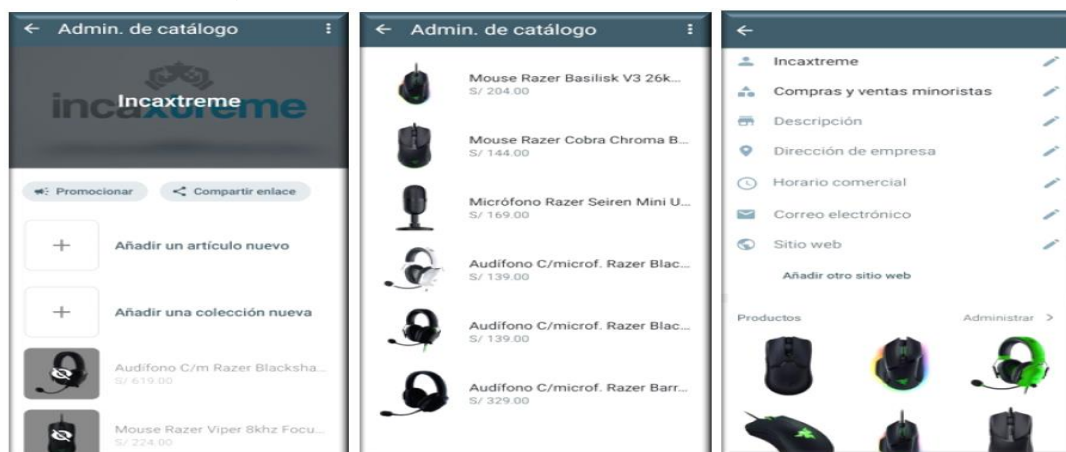 Admin. de catálogo
incaxtreme
Incaxtreme
Promocionar
Compartir enlace
Añadir un artículo nuevo
Añadir una colección nueva
Audífono C/m Razer Blacksha...
S/ 619.00
Mouse Razer Viper 8khz Focu...
S/ 224.00
Admin. de catálogo
Mouse Razer Basilisk V3 26k...
S/ 204.00
Mouse Razer Cobra Chroma B...
S/ 144.00
Micrófono Razer Seiren Mini U...
S/ 169.00
Audífono C/microf. Razer Blac...
S/ 139.00
Audífono C/microf. Razer Blac...
S/ 139.00
Audífono C/microf. Razer Barr...
S/ 329.00
Incaxtreme
Compras y ventas minoristas
Descripción
Dirección de empresa
Horario comercial
Correo electrónico
Sitio web
Añadir otro sitio web
Productos
Administrar